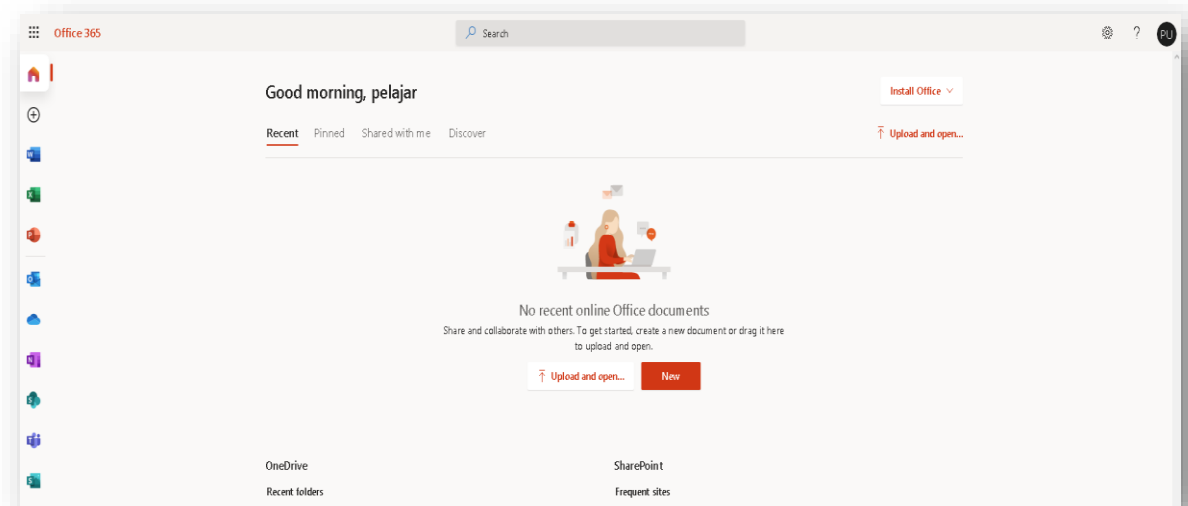 Office 365
Search
?
PU
Good morning, pelajar
Install Office
Recent Pinned Shared with me Discover
Upload and open...
W
X
P
No recent online Office documents
Share and collaborate with others. To get started, create a new document or drag it here
to upload and open.
Upload and open... New
N
S
OneDrive SharePoint
Recent folders Frequent sites
S